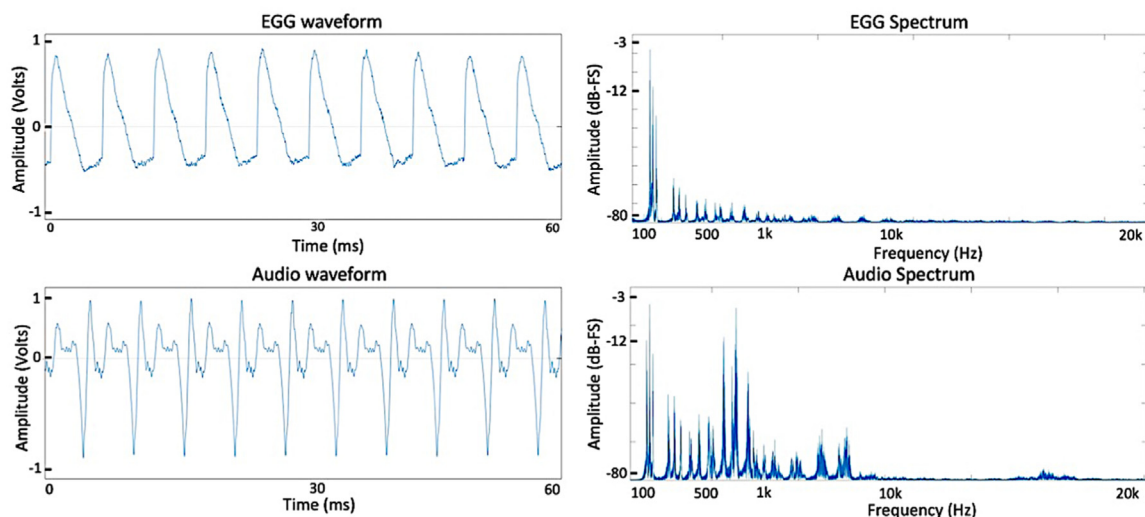 EGG waveform
1
0
-1
Amplitude (Volts)
0 30 60
Time (ms)
EGG Spectrum
-3
-12
-80
Amplitude (dB-FS)
100 500 1k 10k 20k
Frequency (Hz)
Audio waveform
1
0
-1
Amplitude (Volts)
0 30 60
Time (ms)
Audio Spectrum
-3
-12
-80
Amplitude (dB-FS)
100 500 1k 10k 20k
Frequency (Hz)